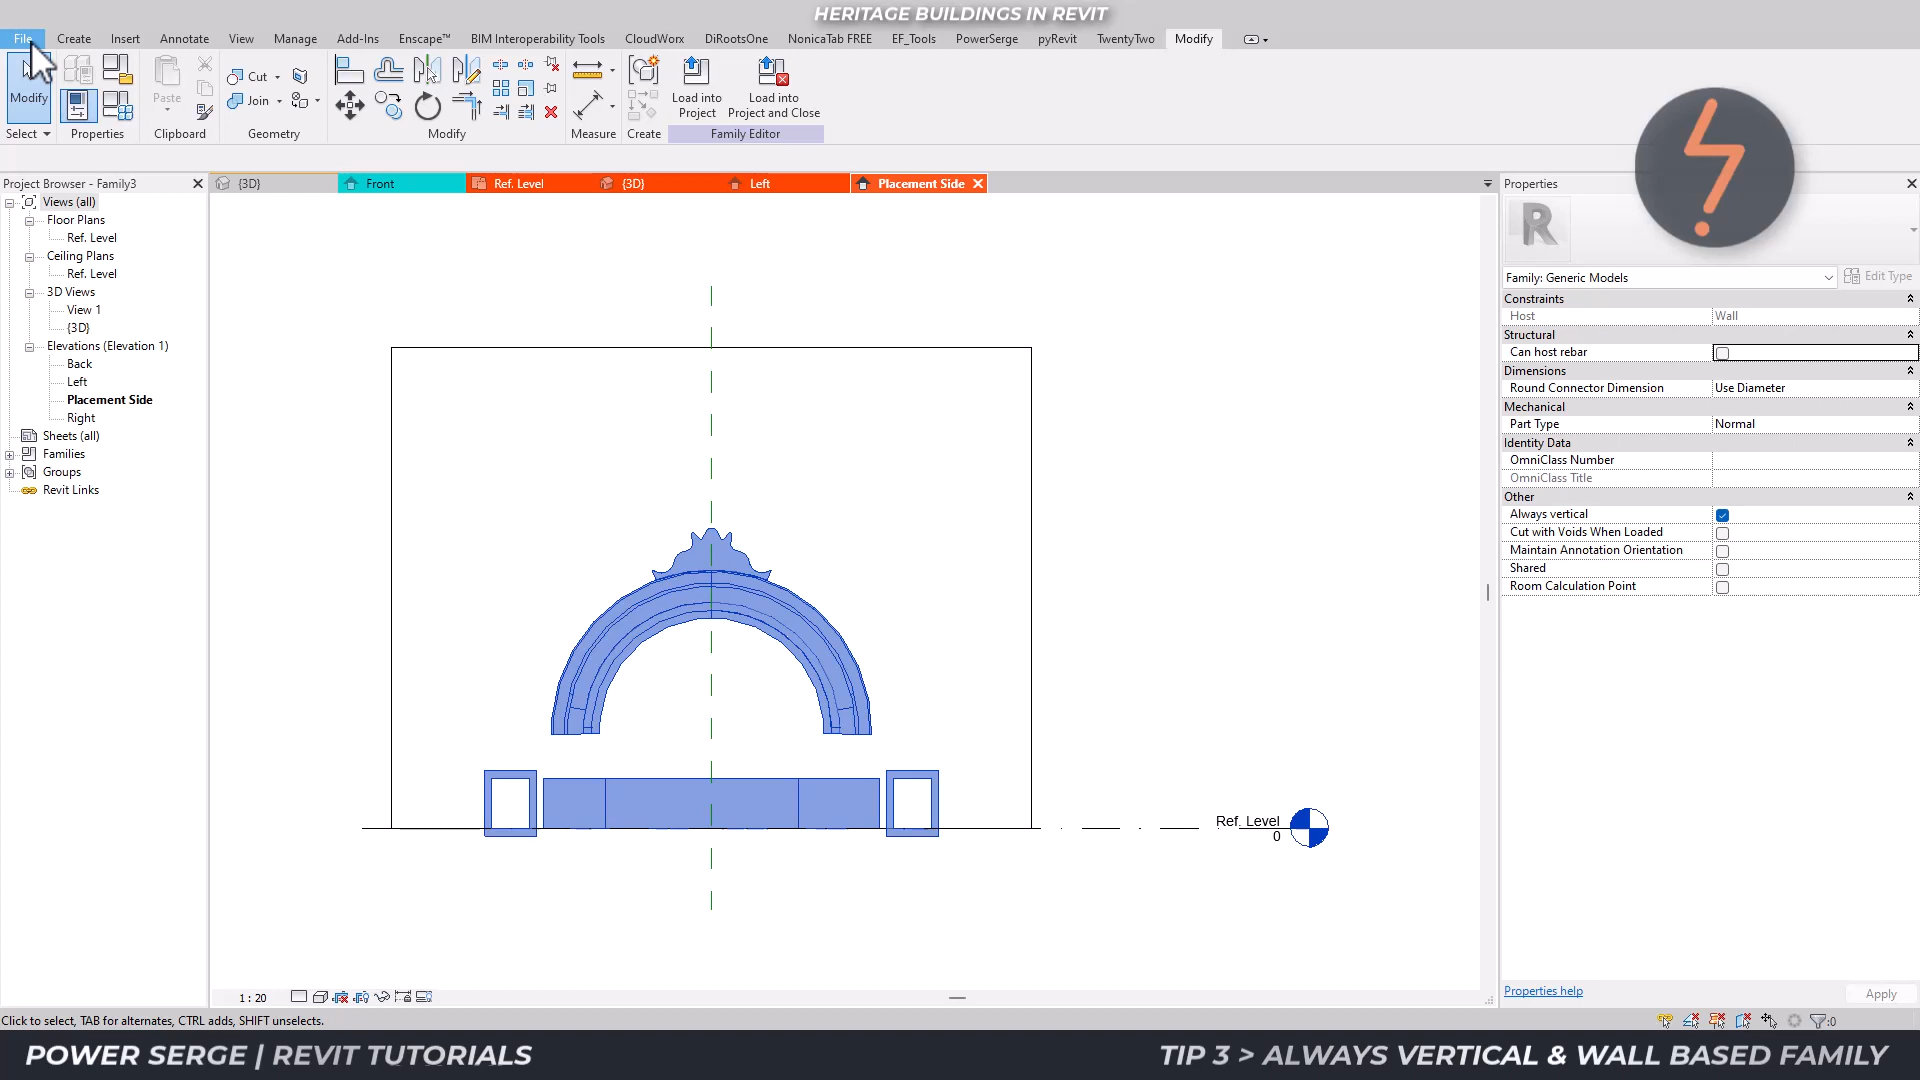 HERITAGE BUILDINGS IN REVIT
File Create Insert Annotate View Manage Add-Ins Enscape™ BIM Interoperability Tools CloudWorx DiRootsOne NonicaTab FREE EF_Tools PowerSerge pyRevit TwentyTwo Modify
Modify Paste Cut Join Load into Project Load into Project and Close
Select Properties Clipboard Geometry Modify Measure Create Family Editor
Project Browser - Family3
{3D} Front Ref. Level {3D} Left Placement Side
Properties
Views (all)
Floor Plans
Ref. Level
Ceiling Plans
Ref. Level
3D Views
View 1
{3D}
Elevations (Elevation 1)
Back
Left
Placement Side
Right
Sheets (all)
Families
Groups
Revit Links
Ref. Level
0
R
Family: Generic Models Edit Type
Constraints
Host Wall
Structural
Can host rebar
Dimensions
Round Connector Dimension Use Diameter
Mechanical
Part Type Normal
Identity Data
OmniClass Number
OmniClass Title
Other
Always vertical
Cut with Voids When Loaded
Maintain Annotation Orientation
Shared
Room Calculation Point
Properties help Apply
1 : 20
Click to select, TAB for alternates, CTRL adds, SHIFT unselects.
:0
POWER SERGE | REVIT TUTORIALS
TIP 3 > ALWAYS VERTICAL & WALL BASED FAMILY